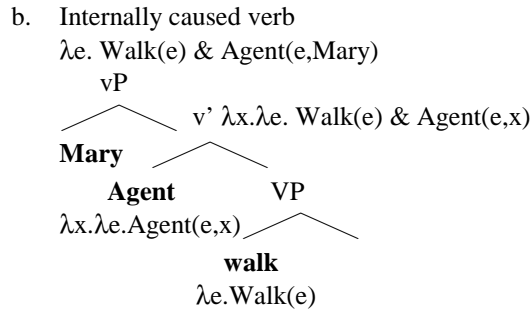 b. Internally caused verb
λe. Walk(e) & Agent(e,Mary)
vP
v' λx.λe. Walk(e) & Agent(e,x)
Mary
Agent VP
λx.λe.Agent(e,x)
walk
λe.Walk(e)